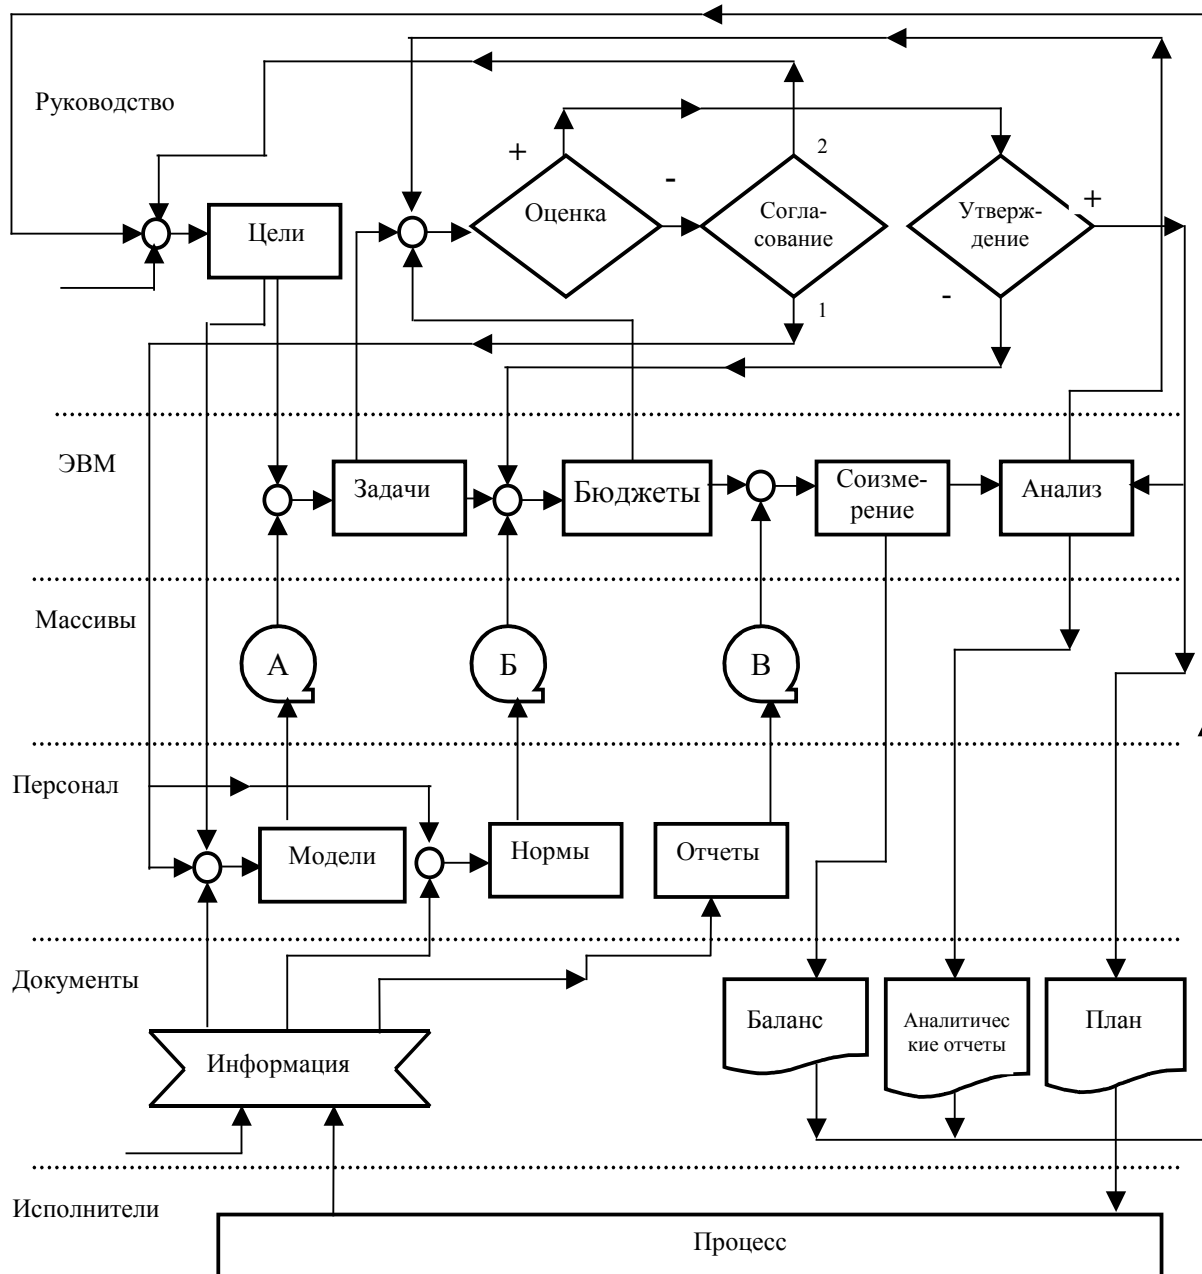 Руководство
+
2
-
Оценка
Согла-
сование
Утверж-
дение
+
Цели
-
1
ЭВМ
Задачи
Бюджеты
Соизме-
рение
Анализ
Массивы
А
Б
В
Персонал
Модели
Нормы
Отчеты
Документы
Баланс
Аналитичес
кие отчеты
План
Информация
Исполнители
Процесс